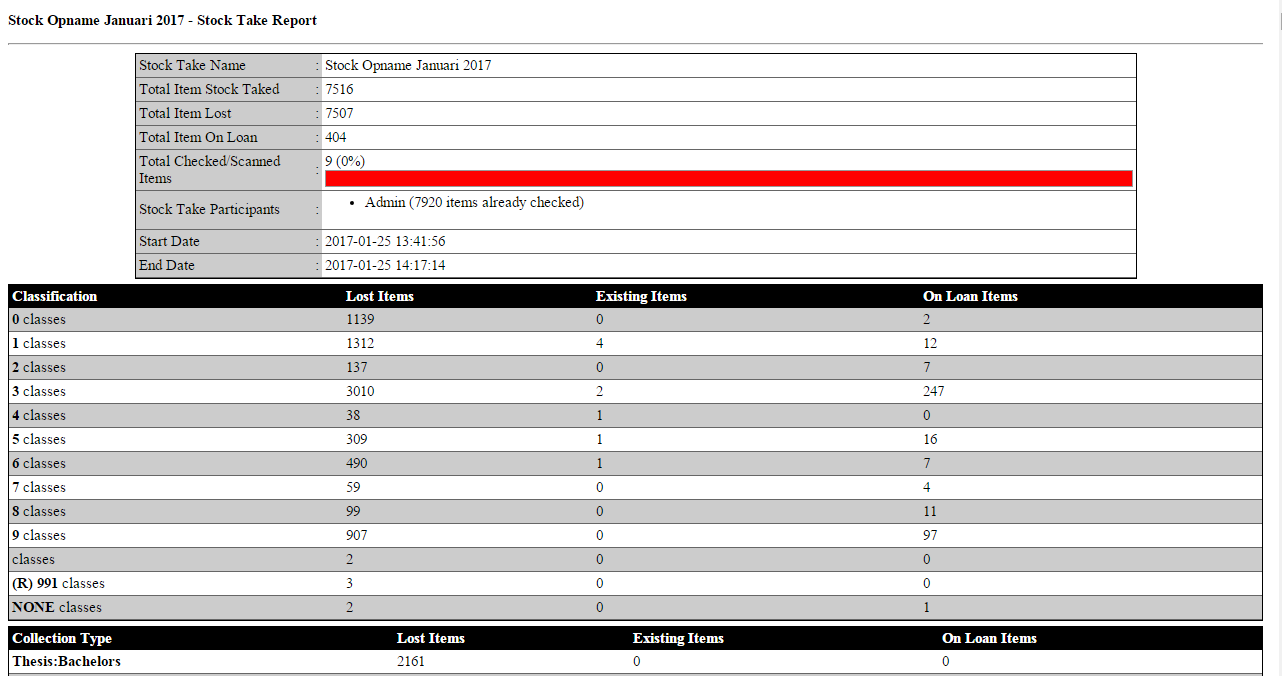 Stock Opname Januari 2017 - Stock Take Report
Stock Take Name : Stock Opname Januari 2017
Total Item Stock Taked : 7516
Total Item Lost : 7507
Total Item On Loan : 404
Total Checked/Scanned Items : 9 (0%)
Stock Take Participants : • Admin (7920 items already checked)
Start Date : 2017-01-25 13:41:56
End Date : 2017-01-25 14:17:14
Classification Lost Items Existing Items On Loan Items
0 classes 1139 0 2
1 classes 1312 4 12
2 classes 137 0 7
3 classes 3010 2 247
4 classes 38 1 0
5 classes 309 1 16
6 classes 490 1 7
7 classes 59 0 4
8 classes 99 0 11
9 classes 907 0 97
classes 2 0 0
(R) 991 classes 3 0 0
NONE classes 2 0 1
Collection Type Lost Items Existing Items On Loan Items
Thesis:Bachelors 2161 0 0